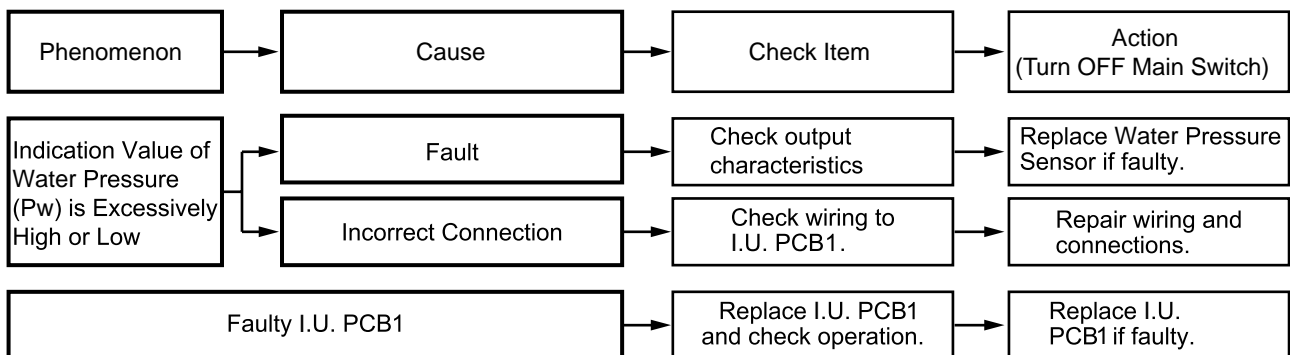 Phenomenon
Cause
Check Item
Action
(Turn OFF Main Switch)
Indication Value of
Water Pressure
(Pw) is Excessively
High or Low
Fault
Check output
characteristics
Replace Water Pressure
Sensor if faulty.
Incorrect Connection
Check wiring to
I.U. PCB1.
Repair wiring and
connections.
Faulty I.U. PCB1
Replace I.U. PCB1
and check operation.
Replace I.U.
PCB1 if faulty.